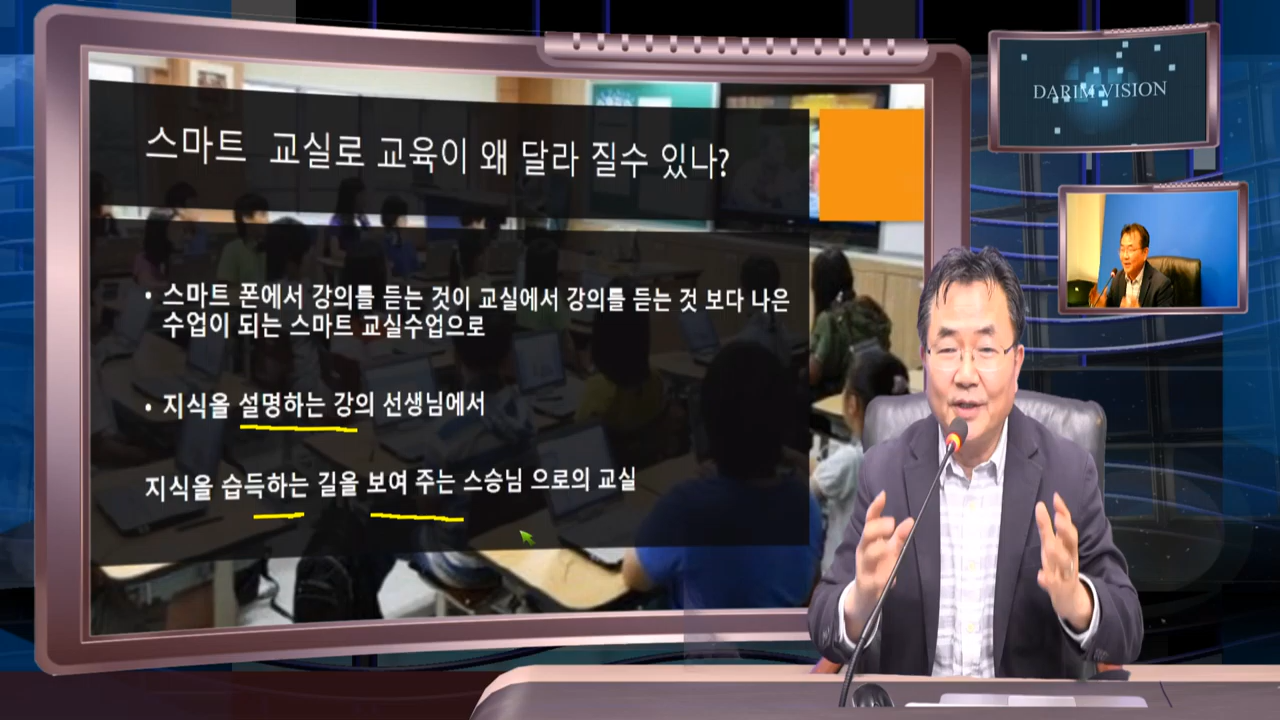 스마트 교실로 교육이 왜 달라 질수 있나?
• 스마트 폰에서 강의를 듣는 것이 교실에서 강의를 듣는 것 보다 나은
수업이 되는 스마트 교실수업으로
• 지식을 설명하는 강의 선생님에서
지식을 습득하는 길을 보여 주는 스승님 으로의 교실
DARIM VISION